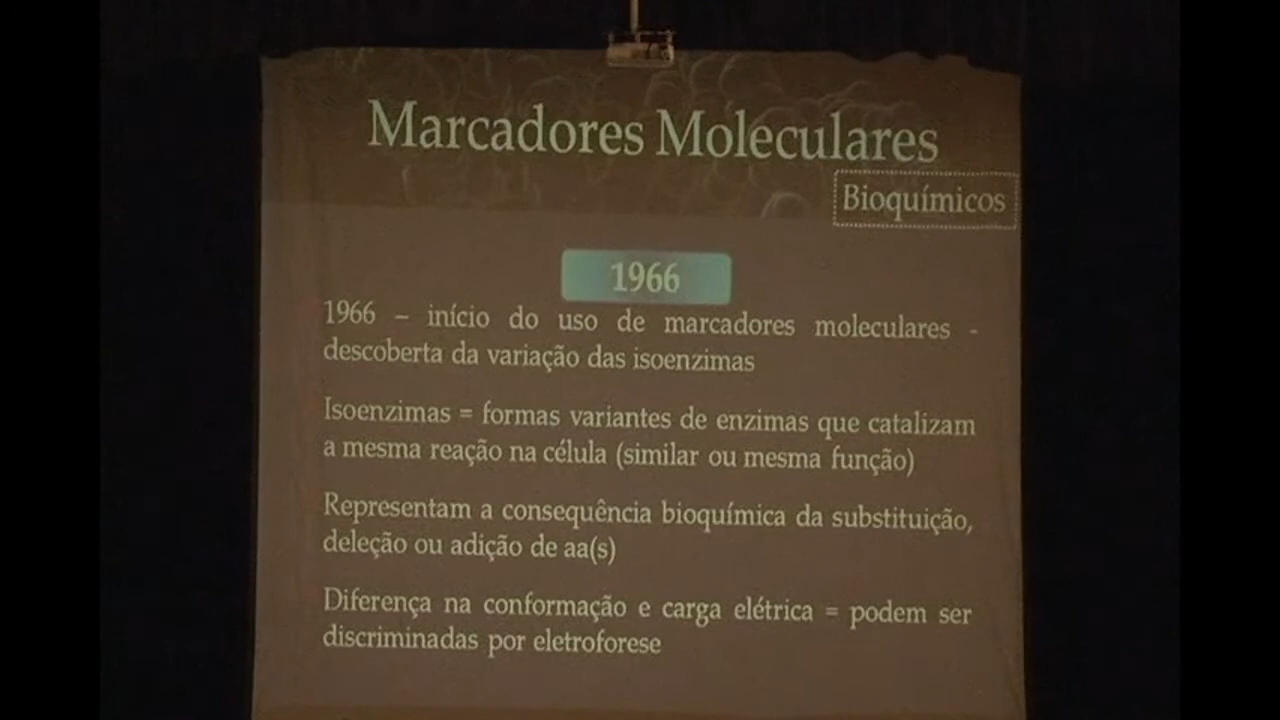 Marcadores Moleculares
Bioquímicos
1966
1966 – início do uso de marcadores moleculares -
descoberta da variação das isoenzimas
Isoenzimas = formas variantes de enzimas que catalizam
a mesma reação na célula (similar ou mesma função)
Representam a consequência bioquímica da substituição,
deleção ou adição de aa(s)
Diferença na conformação e carga elétrica = podem ser
discriminadas por eletroforese